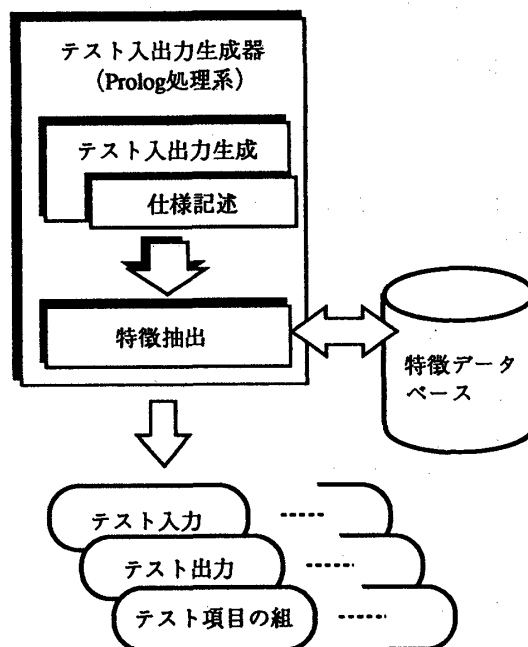 テスト入出力生成器
（Prolog処理系）
テスト入出力生成
仕様記述
特徴抽出
特徴データ
ベース
テスト入力
テスト出力
テスト項目の組